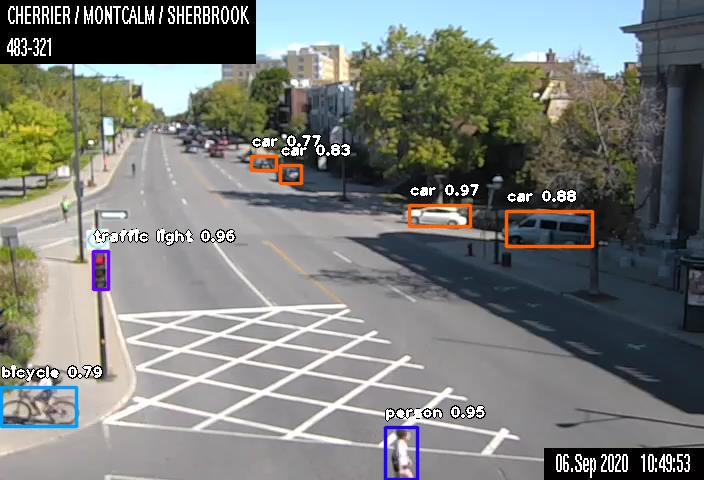 CHERRIER / MONTCALM / SHERBROOK
483-321
car 0.77
car 0.83
car 0.97
car 0.88
traffic light 0.96
bicycle 0.79
person 0.95
06.Sep 2020 10:49:53